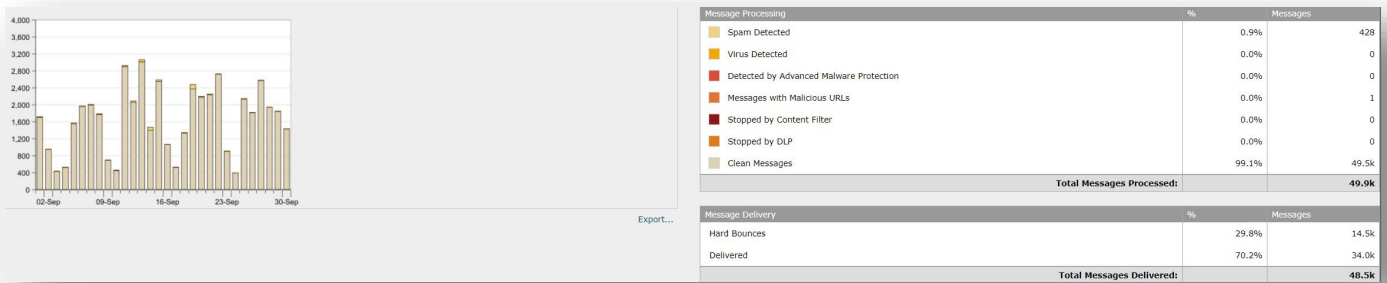 4,000
3,600
3,200
2,800
2,400
2,000
1,600
1,200
800
400
0
02-Sep 09-Sep 16-Sep 23-Sep 30-Sep
Export...
Message Processing % Messages
Spam Detected 0.9% 428
Virus Detected 0.0% 0
Detected by Advanced Malware Protection 0.0% 0
Messages with Malicious URLs 0.0% 1
Stopped by Content Filter 0.0% 0
Stopped by DLP 0.0% 0
Clean Messages 99.1% 49.5k
Total Messages Processed: 49.9k
Message Delivery % Messages
Hard Bounces 29.8% 14.5k
Delivered 70.2% 34.0k
Total Messages Delivered: 48.5k